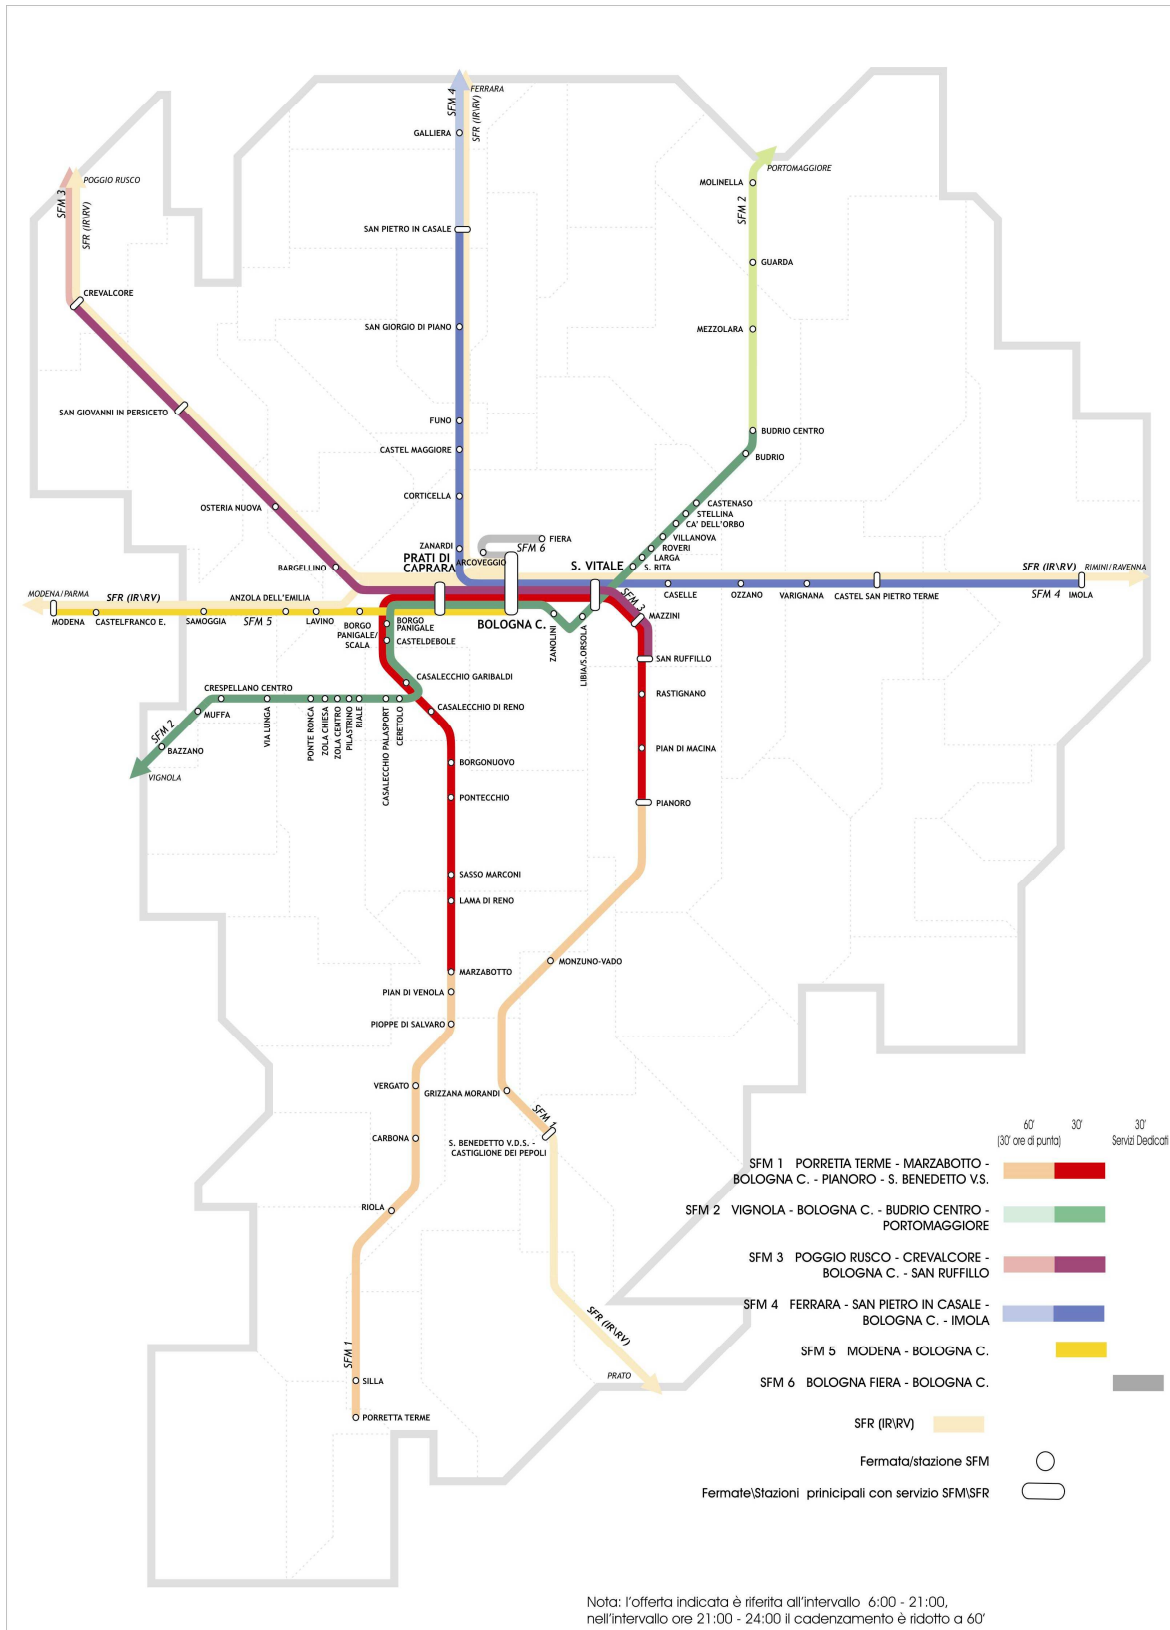 SFM 4
FERRARA
SFR (IR\RV)
GALLIERA
SAN PIETRO IN CASALE
SAN GIORGIO DI PIANO
FUNO
CASTEL MAGGIORE
CORTICELLA
ZANARDI
POGGIO RUSCO
SFM 3
SFR (IR\RV)
CREVALCORE
SAN GIOVANNI IN PERSICETO
OSTERIA NUOVA
BARGELLINO
PORTOMAGGIORE
MOLINELLA
SFM 2
GUARDA
MEZZOLARA
BUDRIO CENTRO
BUDRIO
CASTENASO
STELLINA
CA' DELL'ORBO
VILLANOVA
ROVERI
LARGA
S. RITA
FIERA
SFM 6
ARCOVEGGIO
PRATI DI
CAPRARA
S. VITALE
BOLOGNA C.
SFR (IR\RV)
RIMINI/RAVENNA
CASELLE
OZZANO
VARIGNANA
CASTEL SAN PIETRO TERME
SFM 4
IMOLA
MODENA/PARMA
SFR (IR\RV)
ANZOLA DELL'EMILIA
MODENA
CASTELFRANCO E.
SAMOGGIA
SFM 5
LAVINO
BORGO
PANIGALE/
SCALA
BORGO
PANIGALE
CASTELDEBOLE
ZANOLINI
LIBIA/S.ORSOLA
SFM 3
MAZZINI
SAN RUFFILLO
RASTIGNANO
PIAN DI MACINA
PIANORO
CASALECCHIO GARIBALDI
CASALECCHIO DI RENO
CRESPELLANO CENTRO
MUFFA
SFM 2
BAZZANO
VIGNOLA
VIA LUNGA
PONTE RONCA
ZOLA CHIESA
ZOLA CENTRO
PILASTRINO
RIALE
CASALECCHIO PALASPORT
CERETOLO
BORGONUOVO
PONTECCHIO
SASSO MARCONI
LAMA DI RENO
MARZABOTTO
PIAN DI VENOLA
PIOPPE DI SALVARO
VERGATO
CARBONA
RIOLA
SFM 1
SILLA
PORRETTA TERME
MONZUNO-VADO
GRIZZANA MORANDI
SFM 1
S. BENEDETTO V.D.S. -
CASTIGLIONE DEI PEPOLI
SFR (IR\RV)
PRATO
60' 30' 30'
(30' ore di punta) Servizi Dedicati
SFM 1 PORRETTA TERME - MARZABOTTO -
BOLOGNA C. - PIANORO - S. BENEDETTO V.S.
SFM 2 VIGNOLA - BOLOGNA C. - BUDRIO CENTRO -
PORTOMAGGIORE
SFM 3 POGGIO RUSCO - CREVALCORE -
BOLOGNA C. - SAN RUFFILLO
SFM 4 FERRARA - SAN PIETRO IN CASALE -
BOLOGNA C. - IMOLA
SFM 5 MODENA - BOLOGNA C.
SFM 6 BOLOGNA FIERA - BOLOGNA C.
SFR (IR\RV)
Fermata/stazione SFM
Fermate\Stazioni prinicipali con servizio SFM\SFR
Nota: l'offerta indicata è riferita all'intervallo 6:00 - 21:00,
nell'intervallo ore 21:00 - 24:00 il cadenzamento è ridotto a 60'